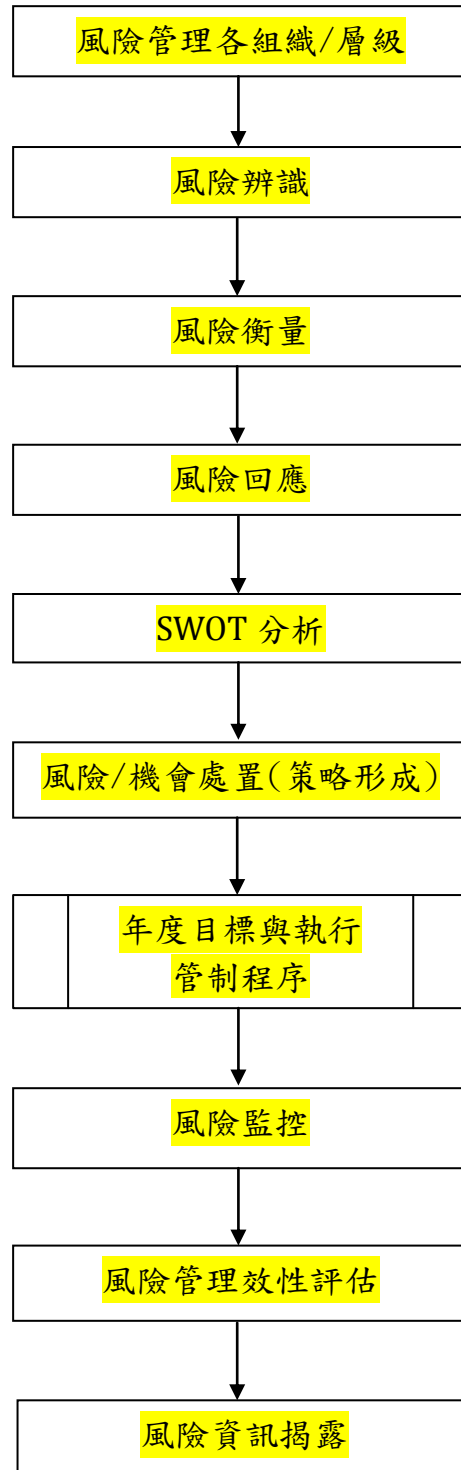 風險管理各組織/層級
風險辨識
風險衡量
風險回應
SWOT 分析
風險/機會處置(策略形成)
年度目標與執行
管制程序
風險監控
風險管理效性評估
風險資訊揭露